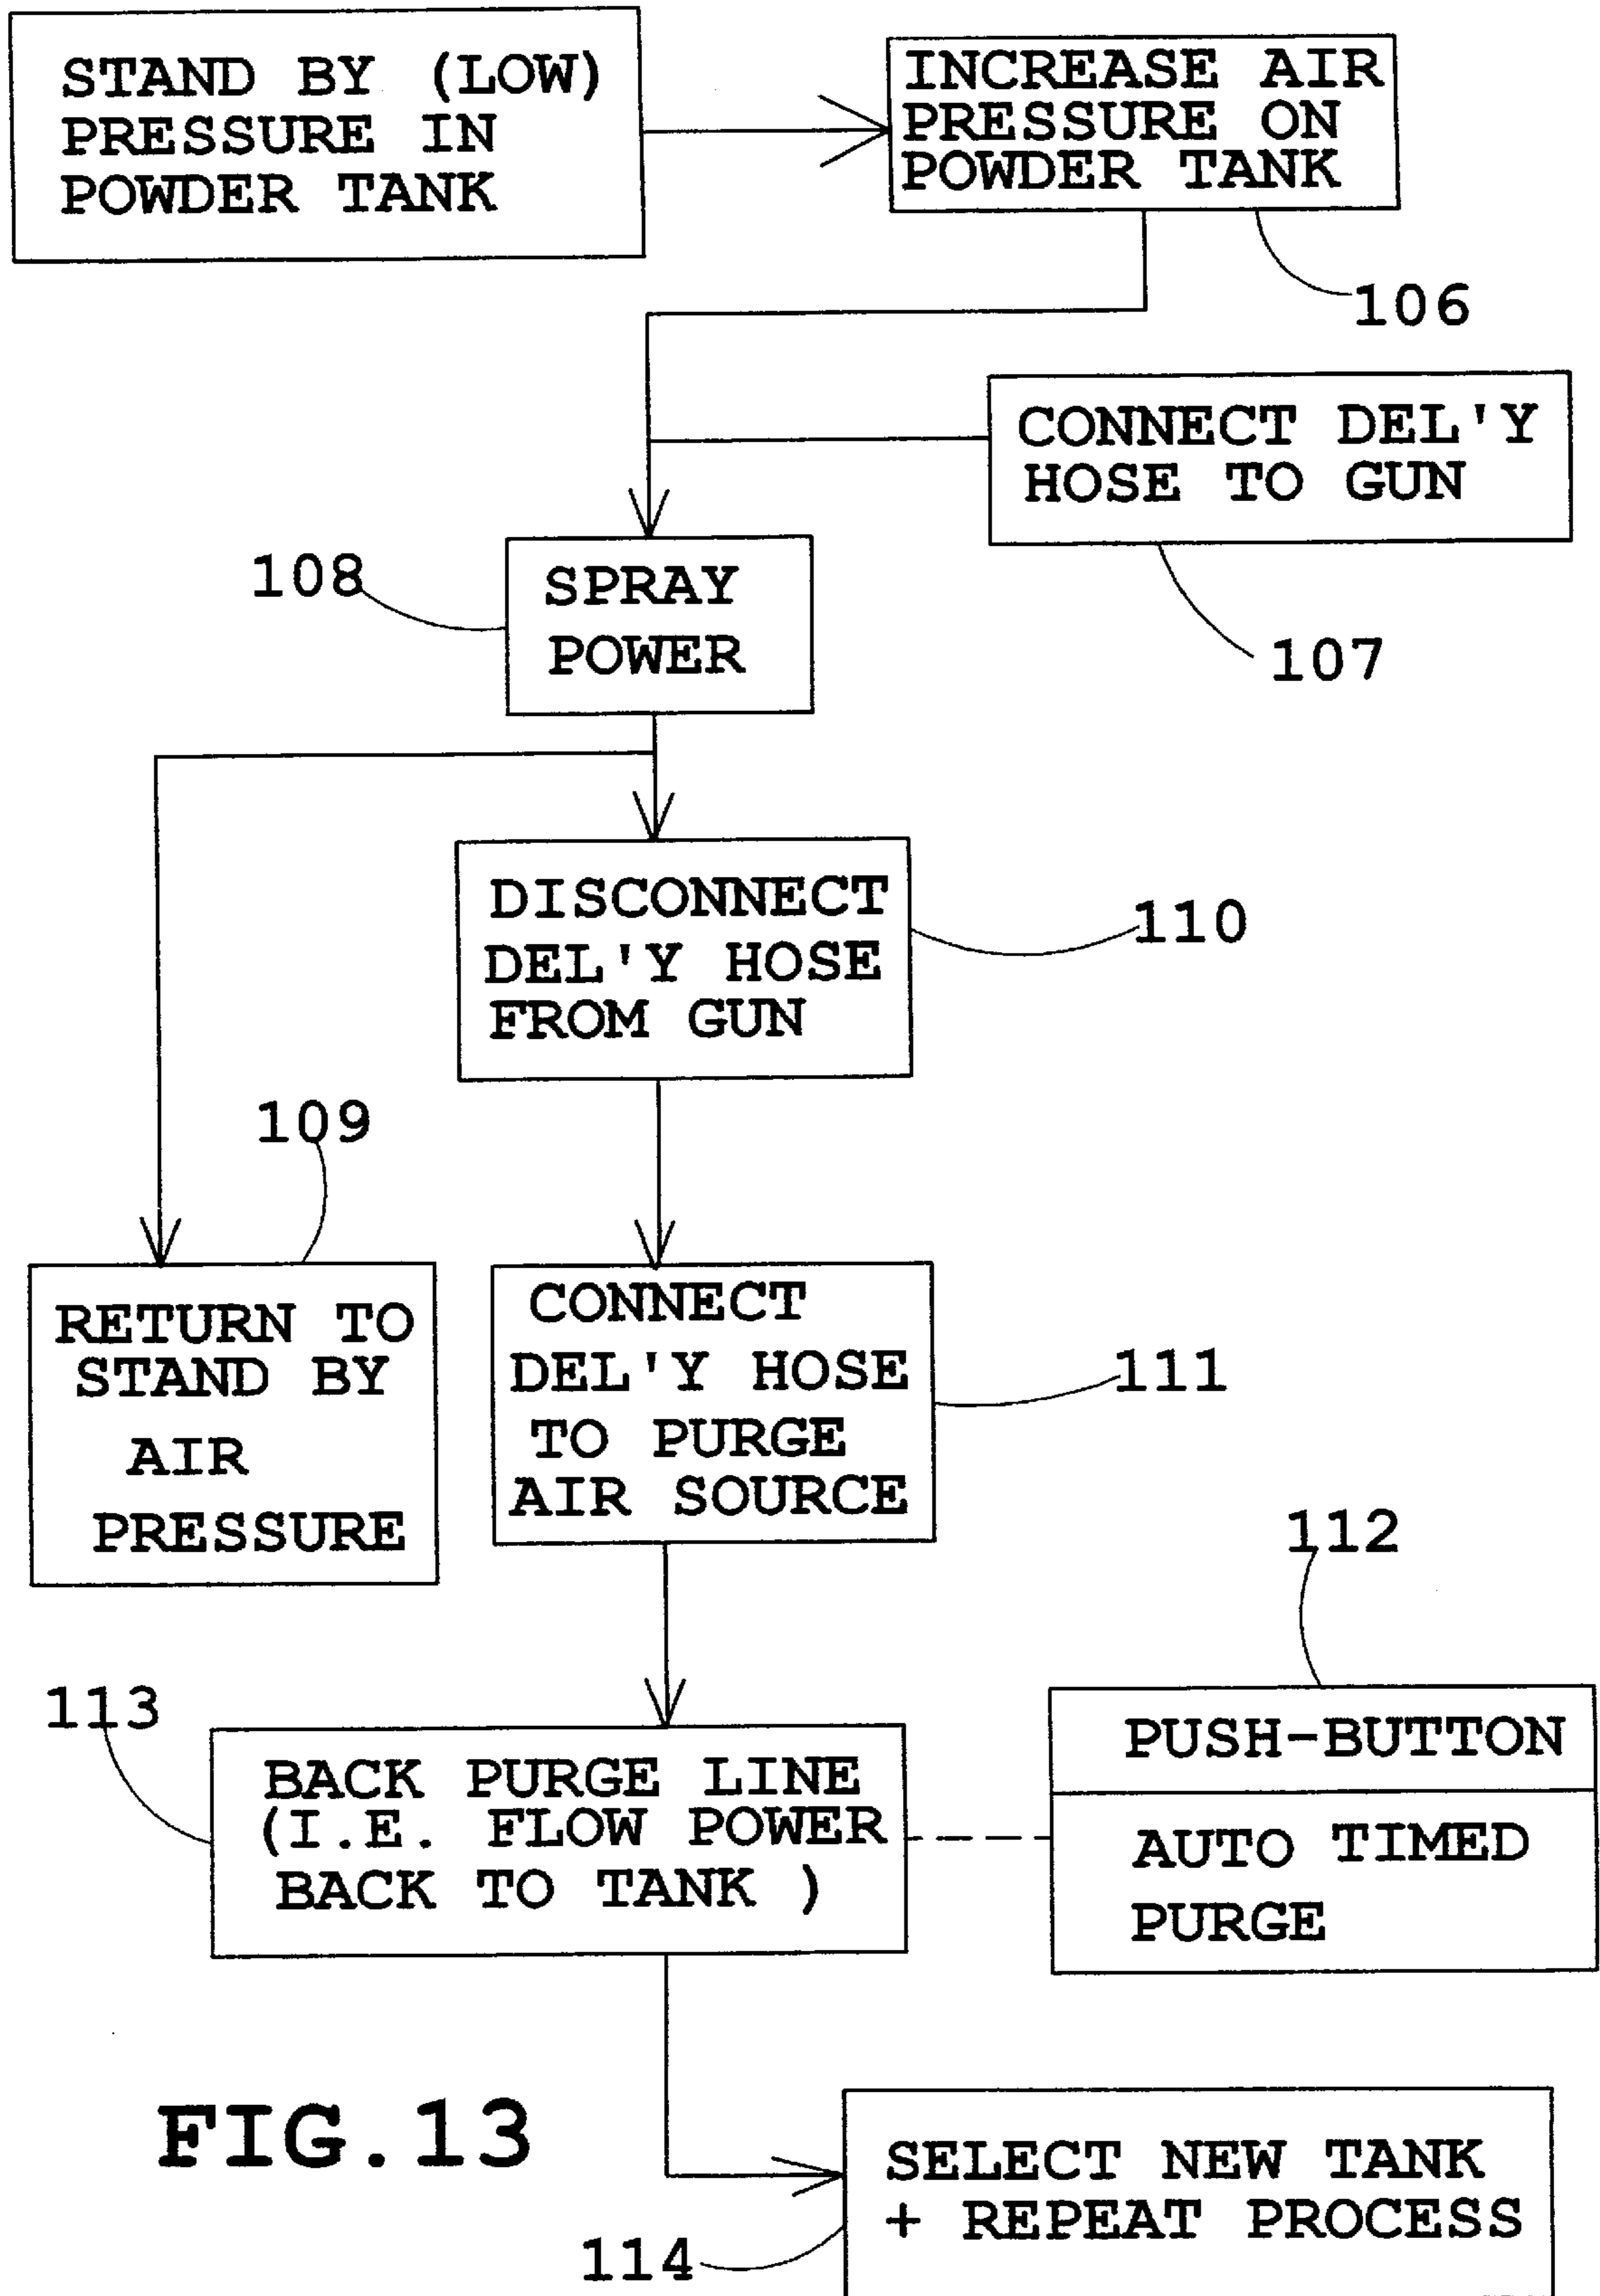 STAND BY (LOW)
PRESSURE IN
POWDER TANK
INCREASE AIR
PRESSURE ON
POWDER TANK
106
CONNECT DEL'Y
HOSE TO GUN
107
108
SPRAY
POWER
DISCONNECT
DEL'Y HOSE
FROM GUN
110
109
RETURN TO
STAND BY
AIR
PRESSURE
CONNECT
DEL'Y HOSE
TO PURGE
AIR SOURCE
111
112
PUSH-BUTTON
AUTO TIMED
PURGE
113
BACK PURGE LINE
(I.E. FLOW POWER
BACK TO TANK )
FIG.13
SELECT NEW TANK
+ REPEAT PROCESS
114